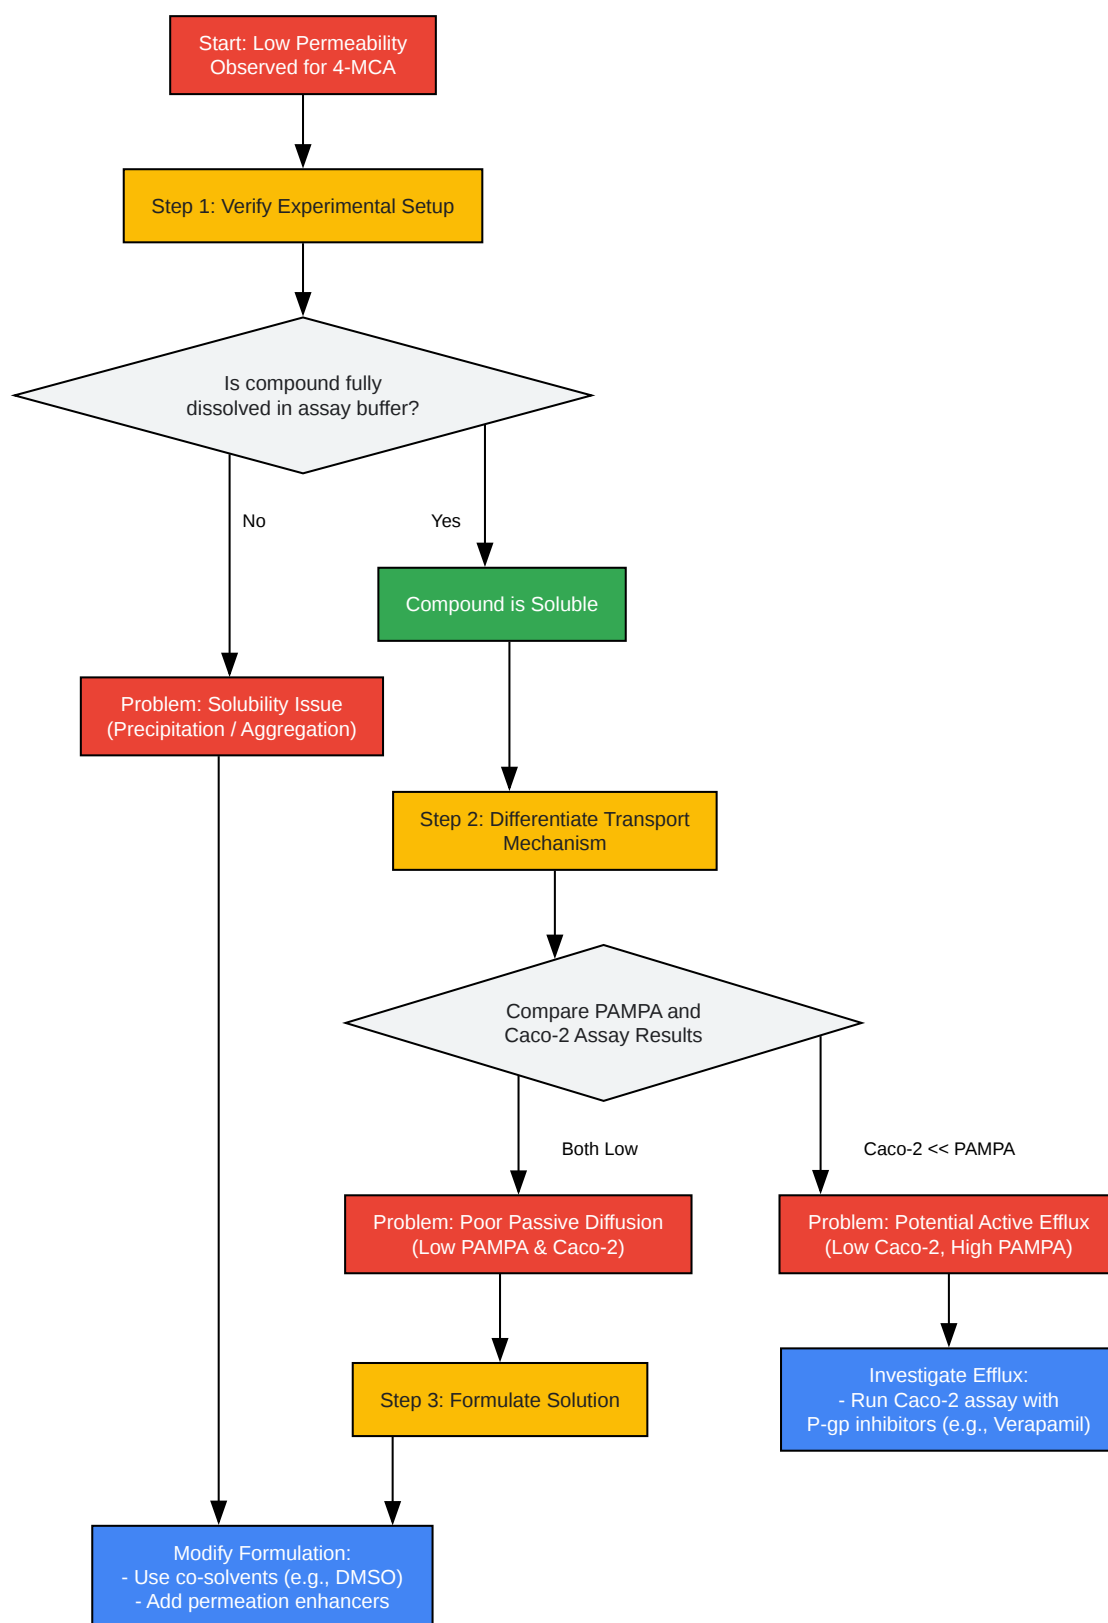 Start: Low Permeability
Observed for 4-MCA
Step 1: Verify Experimental Setup
Is compound fully
dissolved in assay buffer?
No
Yes
Compound is Soluble
Problem: Solubility Issue
(Precipitation / Aggregation)
Step 2: Differentiate Transport
Mechanism
Compare PAMPA and
Caco-2 Assay Results
Both Low
Caco-2 << PAMPA
Problem: Poor Passive Diffusion
(Low PAMPA & Caco-2)
Problem: Potential Active Efflux
(Low Caco-2, High PAMPA)
Step 3: Formulate Solution
Investigate Efflux:
- Run Caco-2 assay with
P-gp inhibitors (e.g., Verapamil)
Modify Formulation:
- Use co-solvents (e.g., DMSO)
- Add permeation enhancers